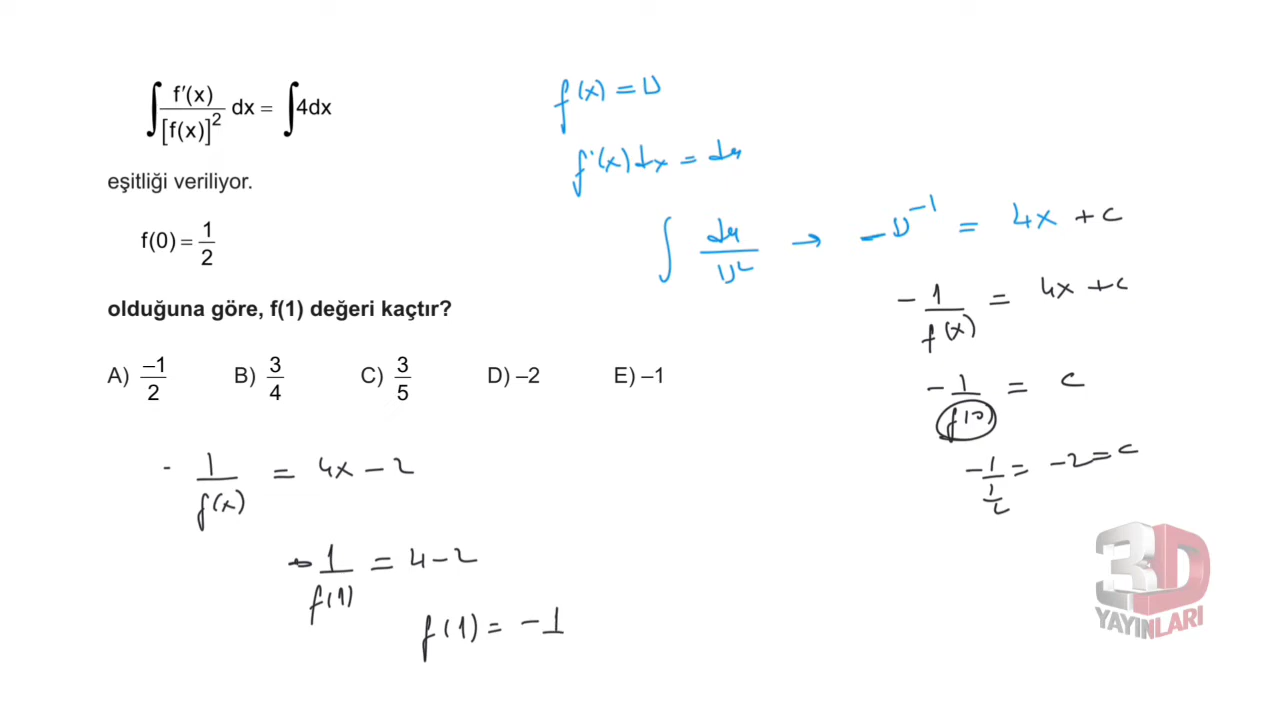 ∫ f'(x)/[f(x)]² dx = ∫4dx
eşitliği veriliyor.
f(0) = 1/2
olduğuna göre, f(1) değeri kaçtır?
A) –1/2 B) 3/4 C) 3/5 D) –2 E) –1
f(x) = u
f'(x)dx = du
∫ du/u² → -u⁻¹ = 4x + c
- 1/f(x) = 4x + c
- 1/f(0) = c
- 1/(1/2) = -2 = c
- 1/f(x) = 4x - 2
- 1/f(1) = 4 - 2
f(1) = -1
3D
YAYINLARI